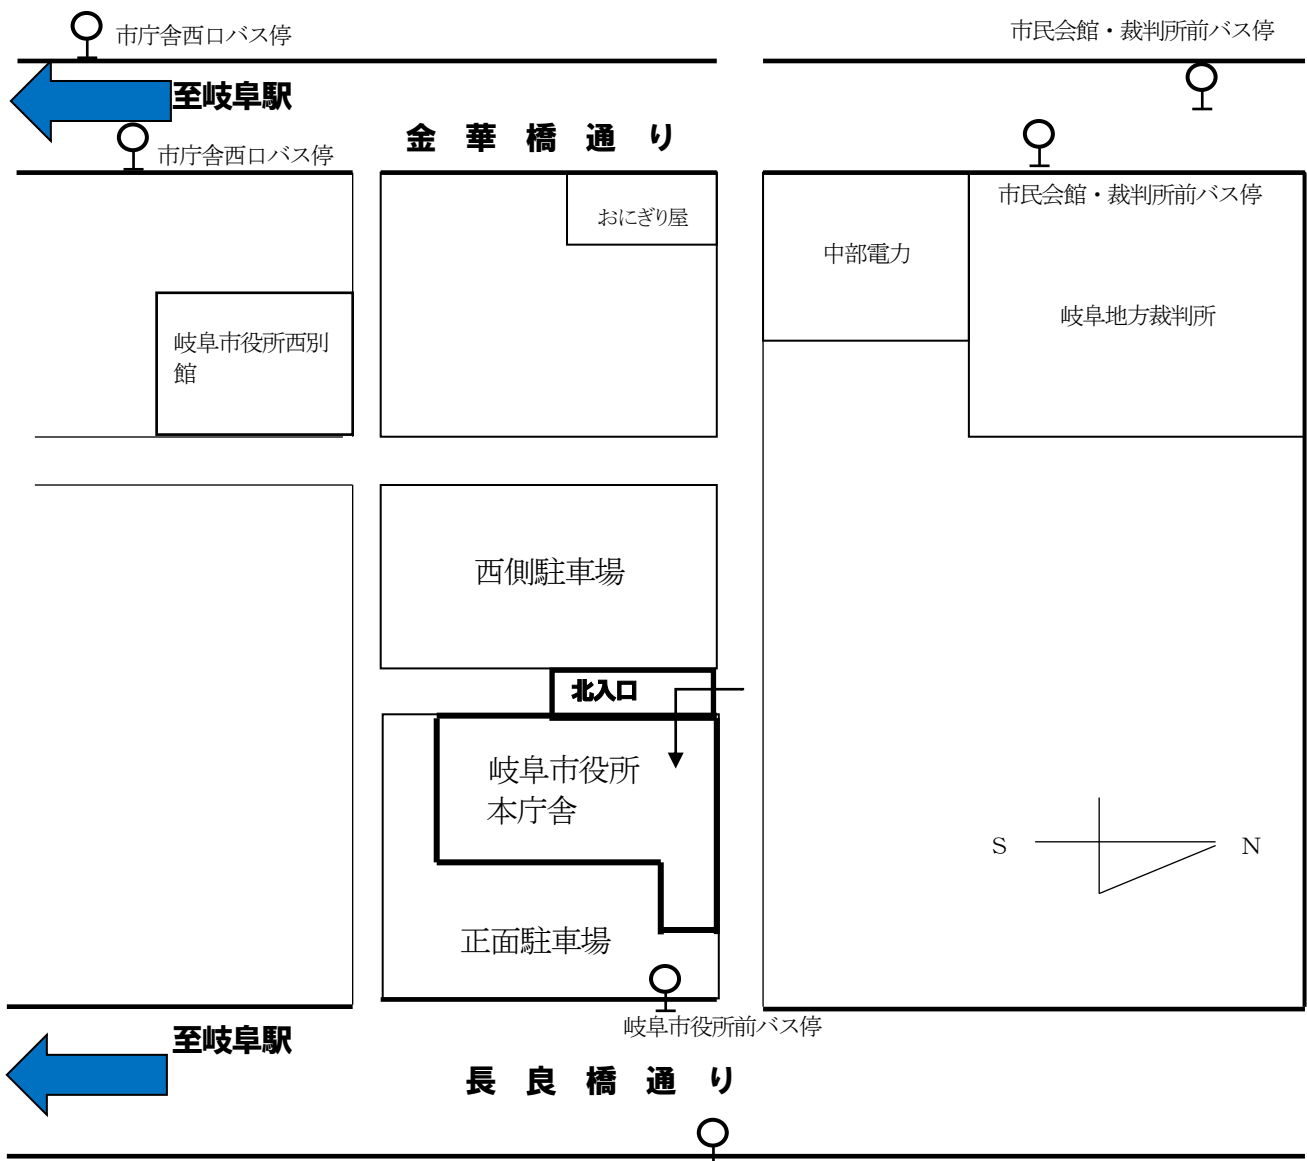 市庁舎西口バス停
市民会館・裁判所前バス停
至岐阜駅
金華橋通り
市庁舎西口バス停
市民会館・裁判所前バス停
おにぎり屋
中部電力
岐阜地方裁判所
岐阜市役所西別
館
西側駐車場
北入口
岐阜市役所
本庁舎
S N
正面駐車場
岐阜市役所前バス停
至岐阜駅
長良橋通り